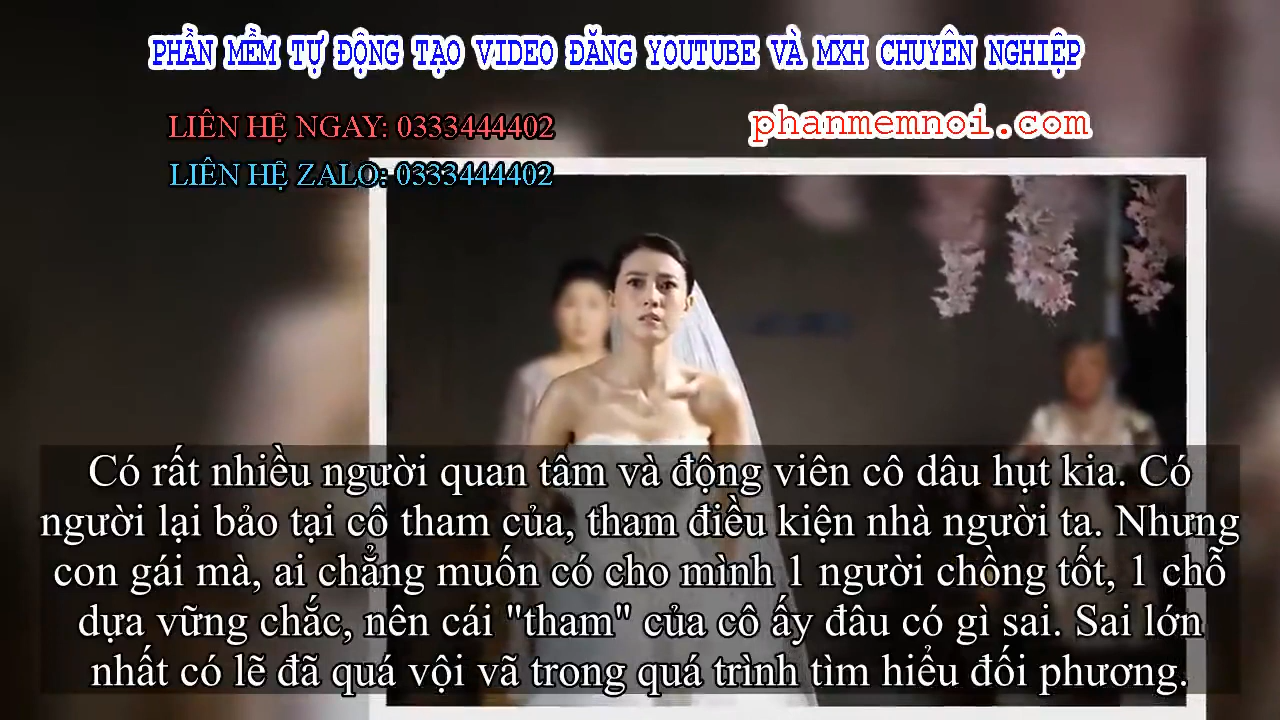 PHẦN MỀM TỰ ĐỘNG TẠO VIDEO ĐĂNG YOUTUBE VÀ MXH CHUYÊN NGHIỆP
LIÊN HỆ NGAY: 0333444402
phanmemnoi.com
LIÊN HỆ ZALO: 0333444402
Có rất nhiều người quan tâm và động viên cô dâu hụt kia. Có
người lại bảo tại cô tham của, tham điều kiện nhà người ta. Nhưng
con gái mà, ai chẳng muốn có cho mình 1 người chồng tốt, 1 chỗ
dựa vững chắc, nên cái "tham" của cô ấy đâu có gì sai. Sai lớn
nhất có lẽ đã quá vội vã trong quá trình tìm hiểu đối phương.